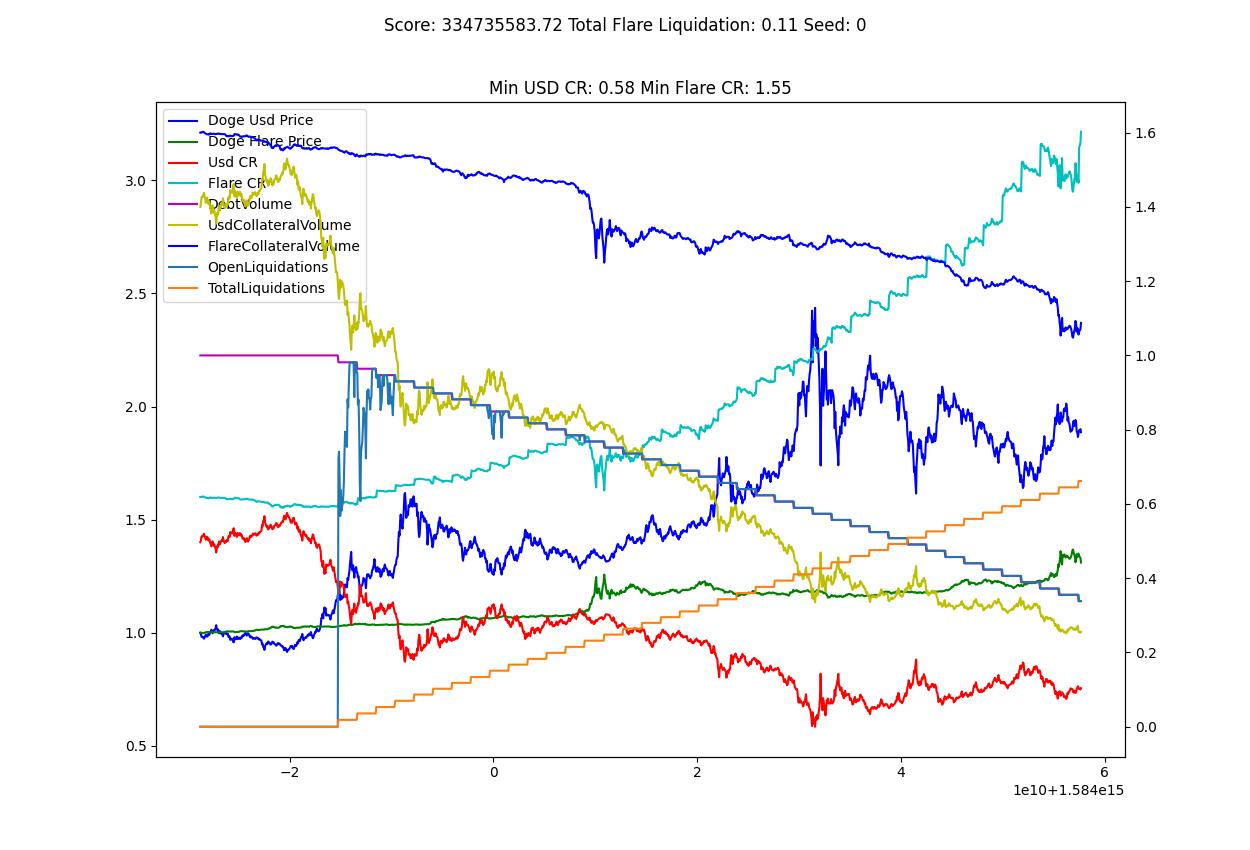 Score: 334735583.72 Total Flare Liquidation: 0.11 Seed: 0
Min USD CR: 0.58 Min Flare CR: 1.55
Doge Usd Price
Doge Flare Price
Usd CR
Flare CR
DebtVolume
UsdCollateralVolume
FlareCollateralVolume
OpenLiquidations
TotalLiquidations
3.0
2.5
2.0
1.5
1.0
0.5
1.6
1.4
1.2
1.0
0.8
0.6
0.4
0.2
0.0
−2 0 2 4 6
1e10+1.584e15